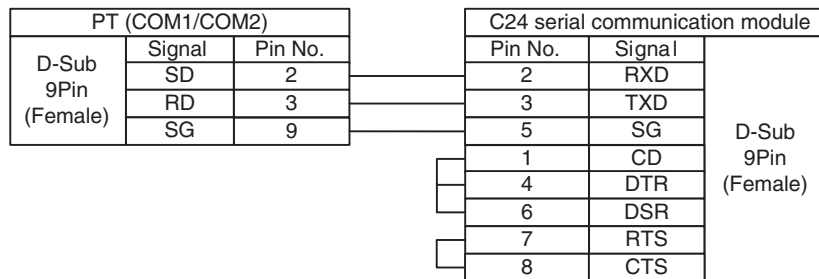 PT (COM1/COM2)
D-Sub
9Pin
(Female)
Signal Pin No.
SD 2
RD 3
SG 9
C24 serial communication module
Pin No. Signal
2 RXD
3 TXD
5 SG
1 CD
4 DTR
6 DSR
7 RTS
8 CTS
D-Sub
9Pin
(Female)